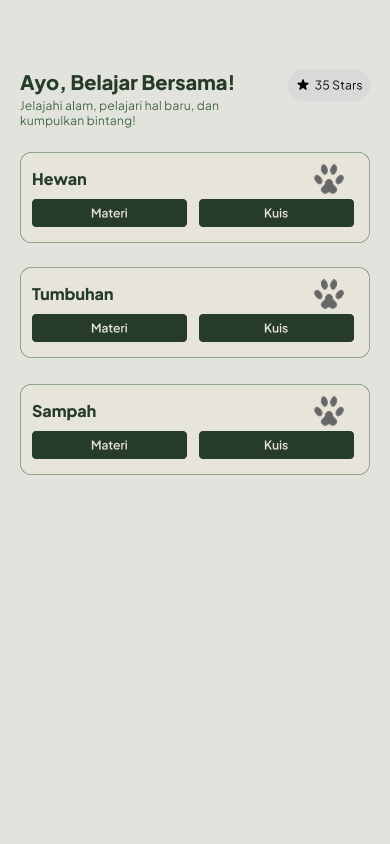 Ayo, Belajar Bersama!
35 Stars
Jelajahi alam, pelajari hal baru, dan
kumpulkan bintang!
Hewan
Materi
Kuis
Tumbuhan
Materi
Kuis
Sampah
Materi
Kuis